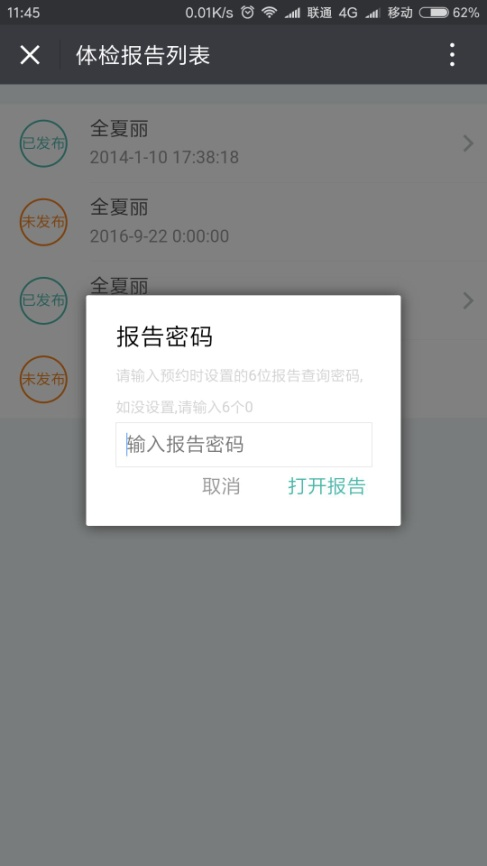 11:45 0.01K/s 联通 4G 移动 62%
体检报告列表
已发布
全夏丽
2014-1-10 17:38:18
未发布
全夏丽
2016-9-22 0:00:00
已发布
全夏丽
未发布
报告密码
请输入预约时设置的6位报告查询密码,
如没设置,请输入6个0
输入报告密码
取消 打开报告